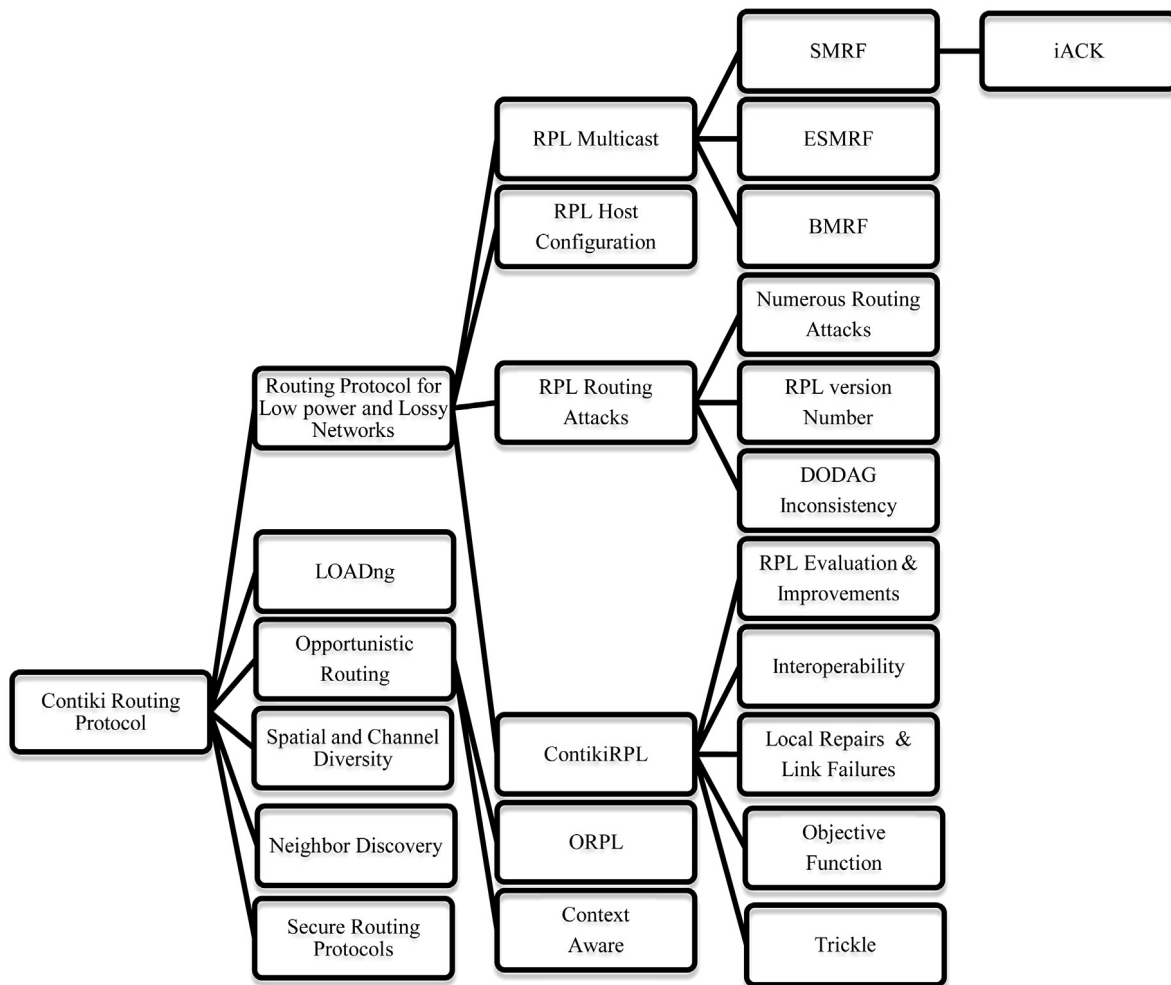 SMRF
iACK
RPL Multicast
ESMRF
RPL Host
Configuration
BMRF
Numerous Routing
Attacks
Routing Protocol for
Low power and Lossy
Networks
RPL Routing
Attacks
RPL version
Number
DODAG
Inconsistency
LOADng
RPL Evaluation &
Improvements
Opportunistic
Routing
Interoperability
Contiki Routing
Protocol
Spatial and Channel
Diversity
ContikiRPL
Local Repairs &
Link Failures
Neighbor Discovery
ORPL
Objective
Function
Secure Routing
Protocols
Context
Aware
Trickle